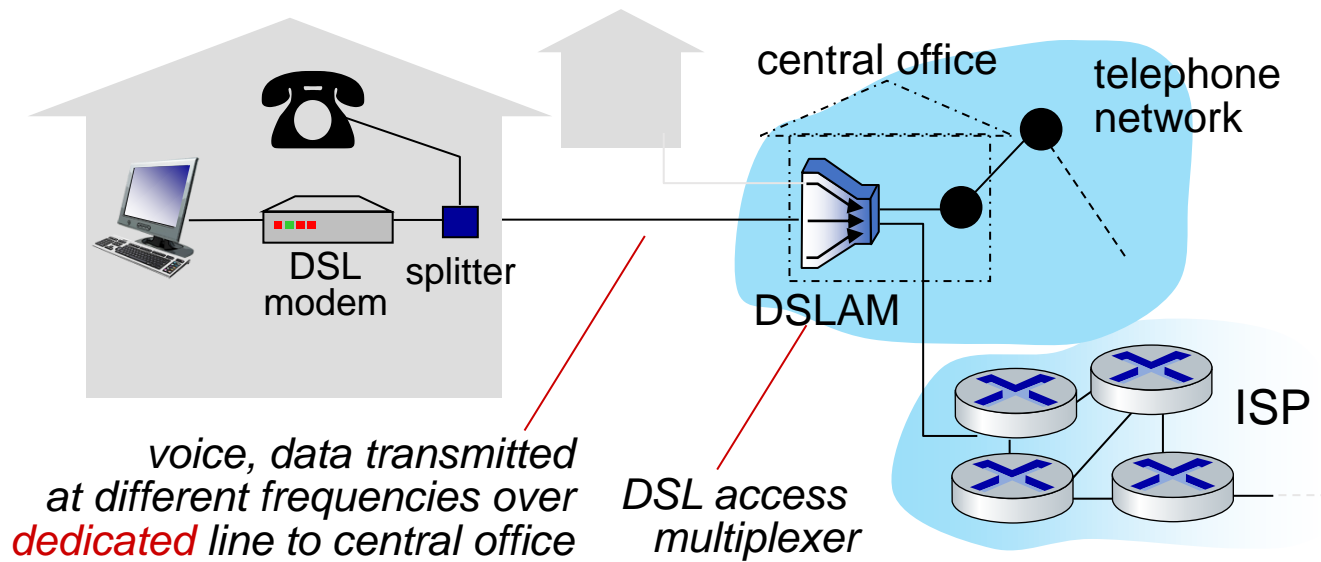 central office
telephone
network
DSL
modem
splitter
DSLAM
ISP
voice, data transmitted
at different frequencies over
dedicated line to central office
DSL access
multiplexer